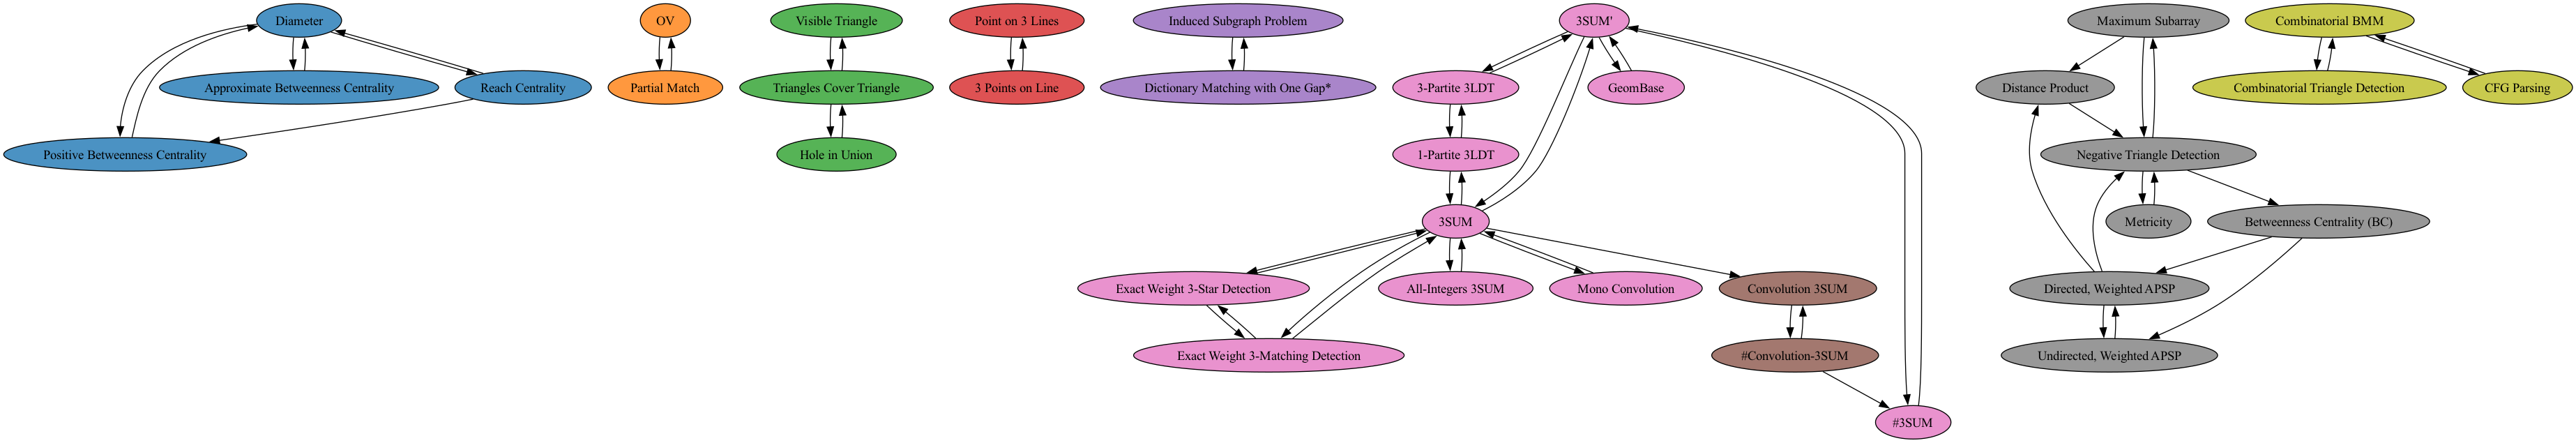 Diameter
OV
Visible Triangle
Point on 3 Lines
Induced Subgraph Problem
3SUM'
Maximum Subarray
Combinatorial BMM
Approximate Betweenness Centrality
Reach Centrality
Partial Match
Triangles Cover Triangle
3 Points on Line
Dictionary Matching with One Gap*
3-Partite 3LDT
GeomBase
Distance Product
Combinatorial Triangle Detection
CFG Parsing
Positive Betweenness Centrality
Hole in Union
1-Partite 3LDT
Negative Triangle Detection
3SUM
Metricity
Betweenness Centrality (BC)
Exact Weight 3-Star Detection
All-Integers 3SUM
Mono Convolution
Convolution 3SUM
Directed, Weighted APSP
Exact Weight 3-Matching Detection
#Convolution-3SUM
Undirected, Weighted APSP
#3SUM